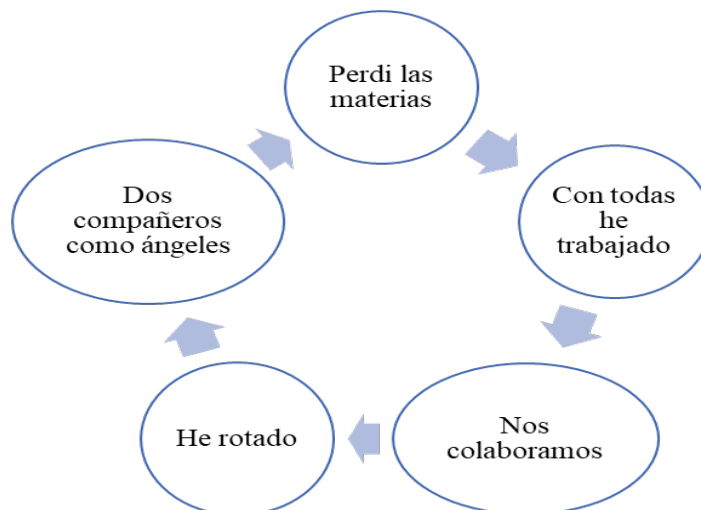 Perdi las
materias
Con todas
he
trabajado
Nos
colaboramos
He rotado
Dos
compañeros
como ángeles